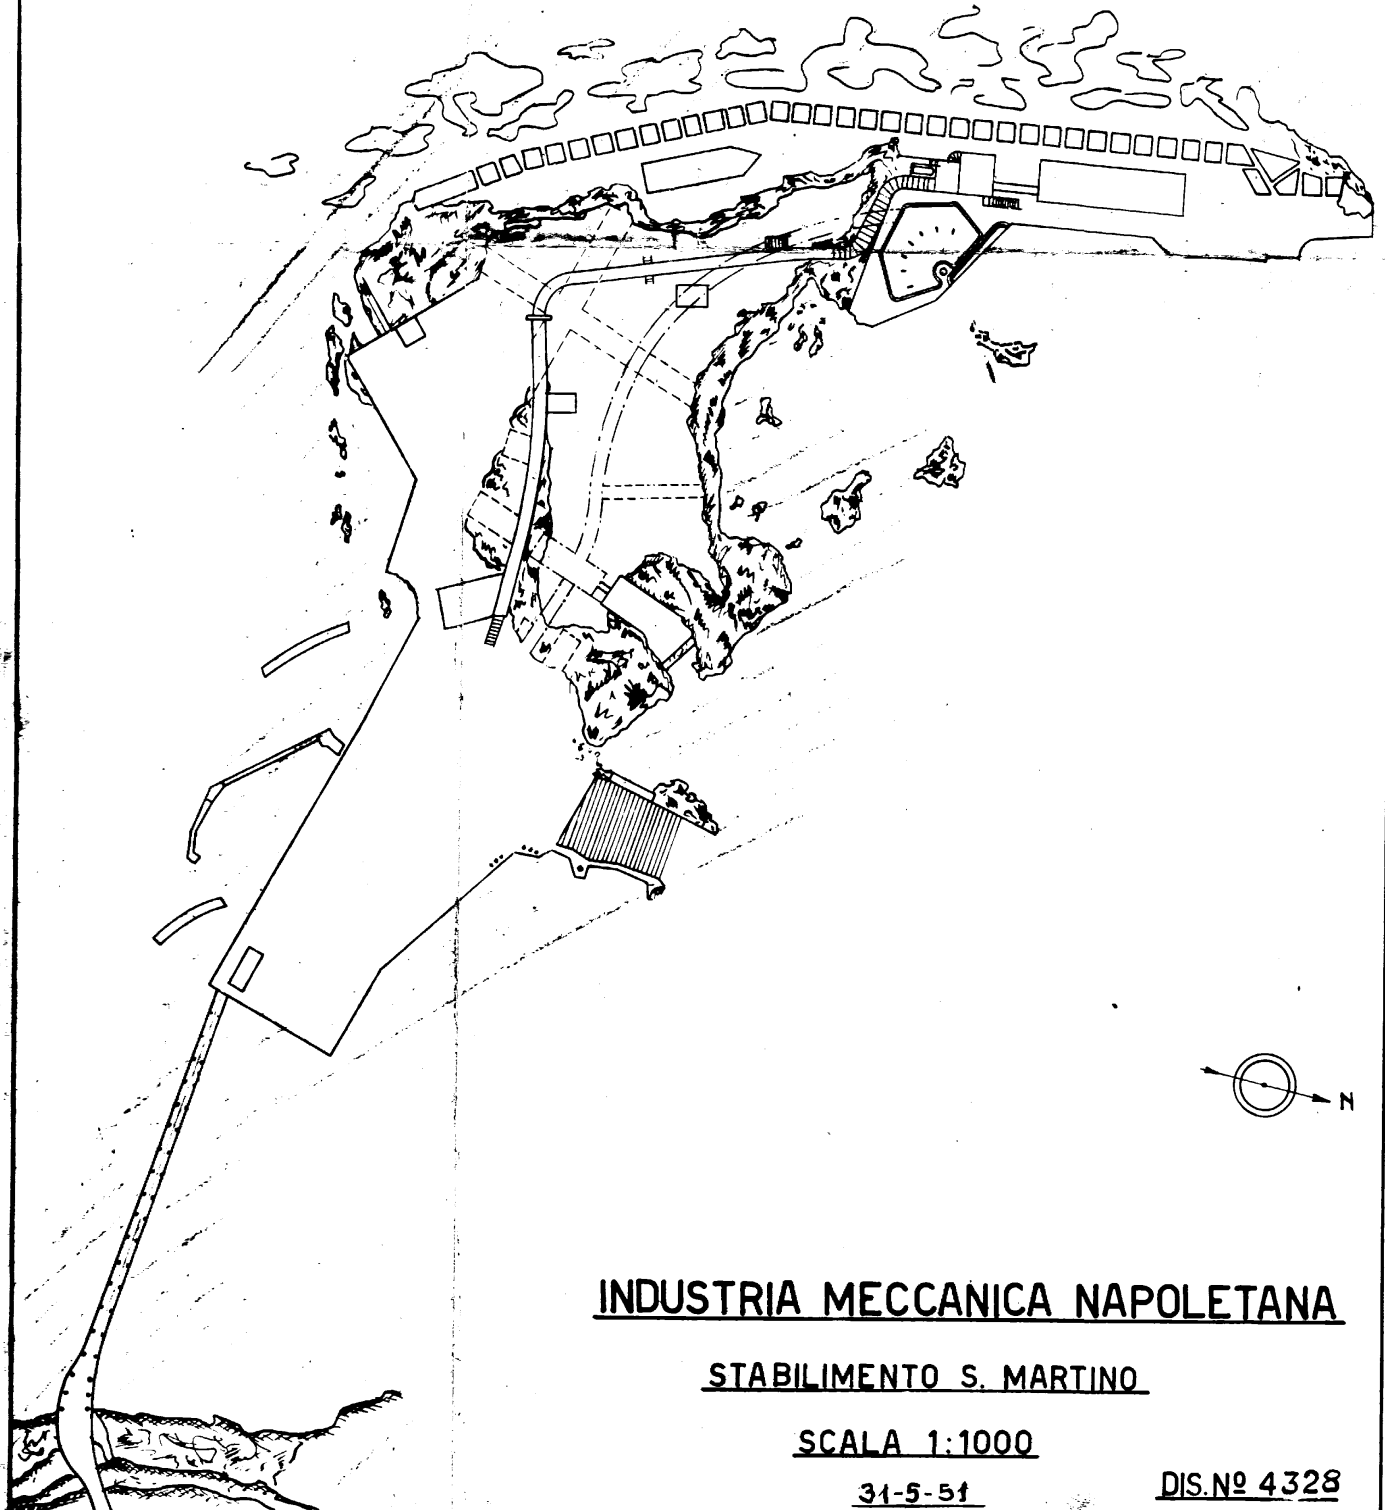 N
INDUSTRIA MECCANICA NAPOLETANA
STABILIMENTO S. MARTINO
SCALA 1:1000
31-5-51
DIS. Nº 4328